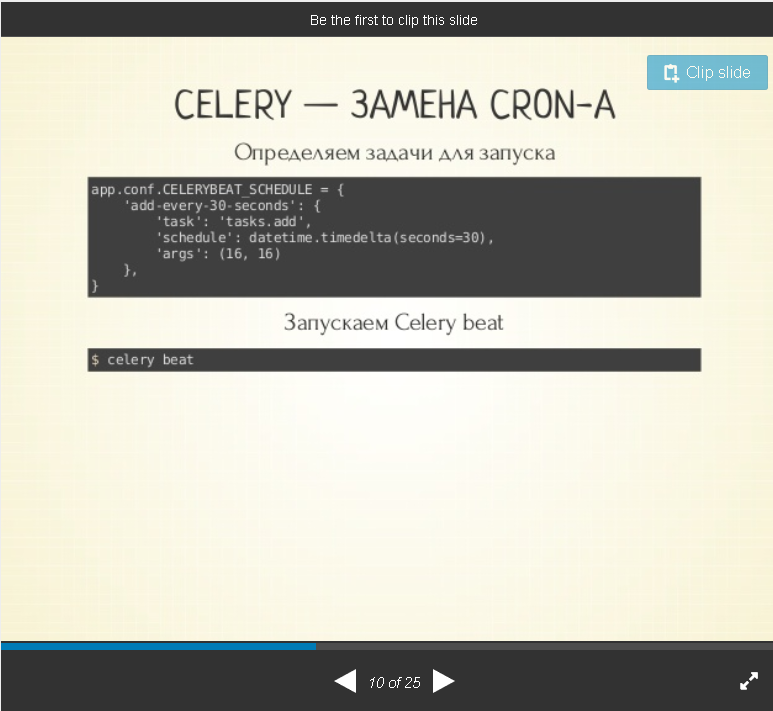 Be the first to clip this slide
Clip slide
CELERY — ЗАМЕНА CRON-А
Определяем задачи для запуска
app.conf.CELERYBEAT_SCHEDULE = {
    'add-every-30-seconds': {
        'task': 'tasks.add',
        'schedule': datetime.timedelta(seconds=30),
        'args': (16, 16)
    },
}
Запускаем Celery beat
$ celery beat
10 of 25